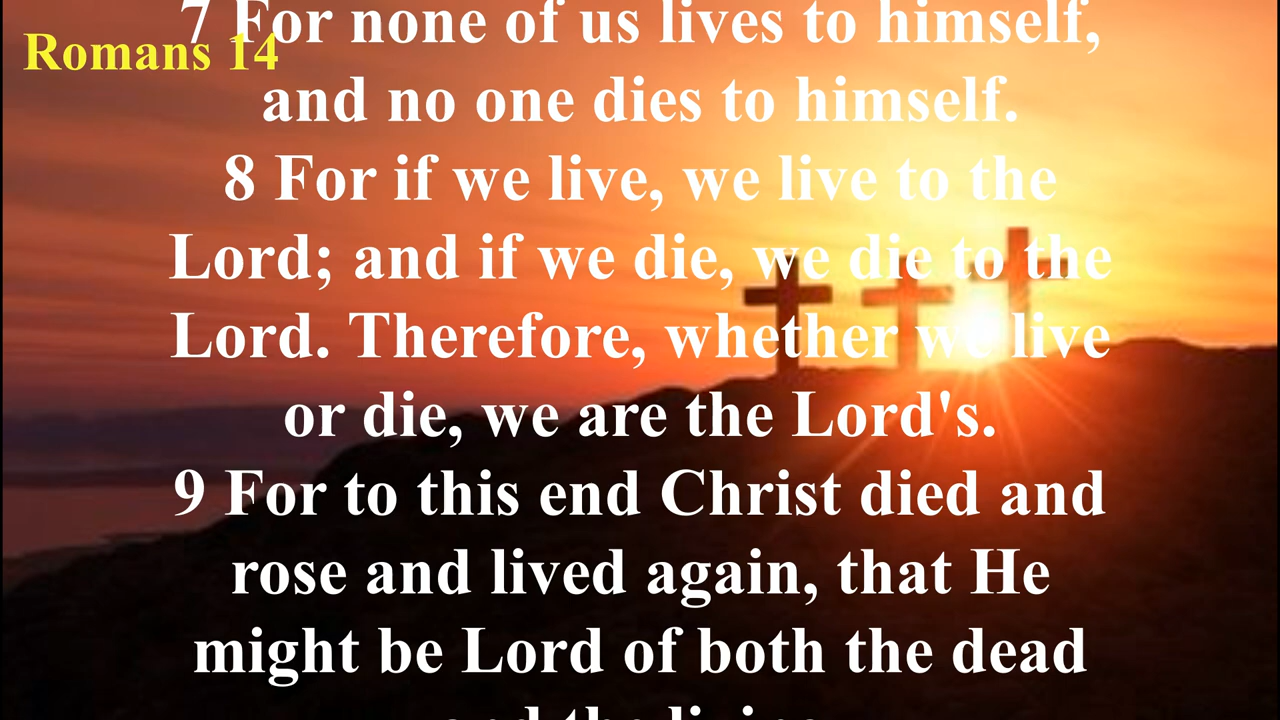 Romans 14
7 For none of us lives to himself,
and no one dies to himself.
8 For if we live, we live to the
Lord; and if we die, we die to the
Lord. Therefore, whether we live
or die, we are the Lord's.
9 For to this end Christ died and
rose and lived again, that He
might be Lord of both the dead
and the living.